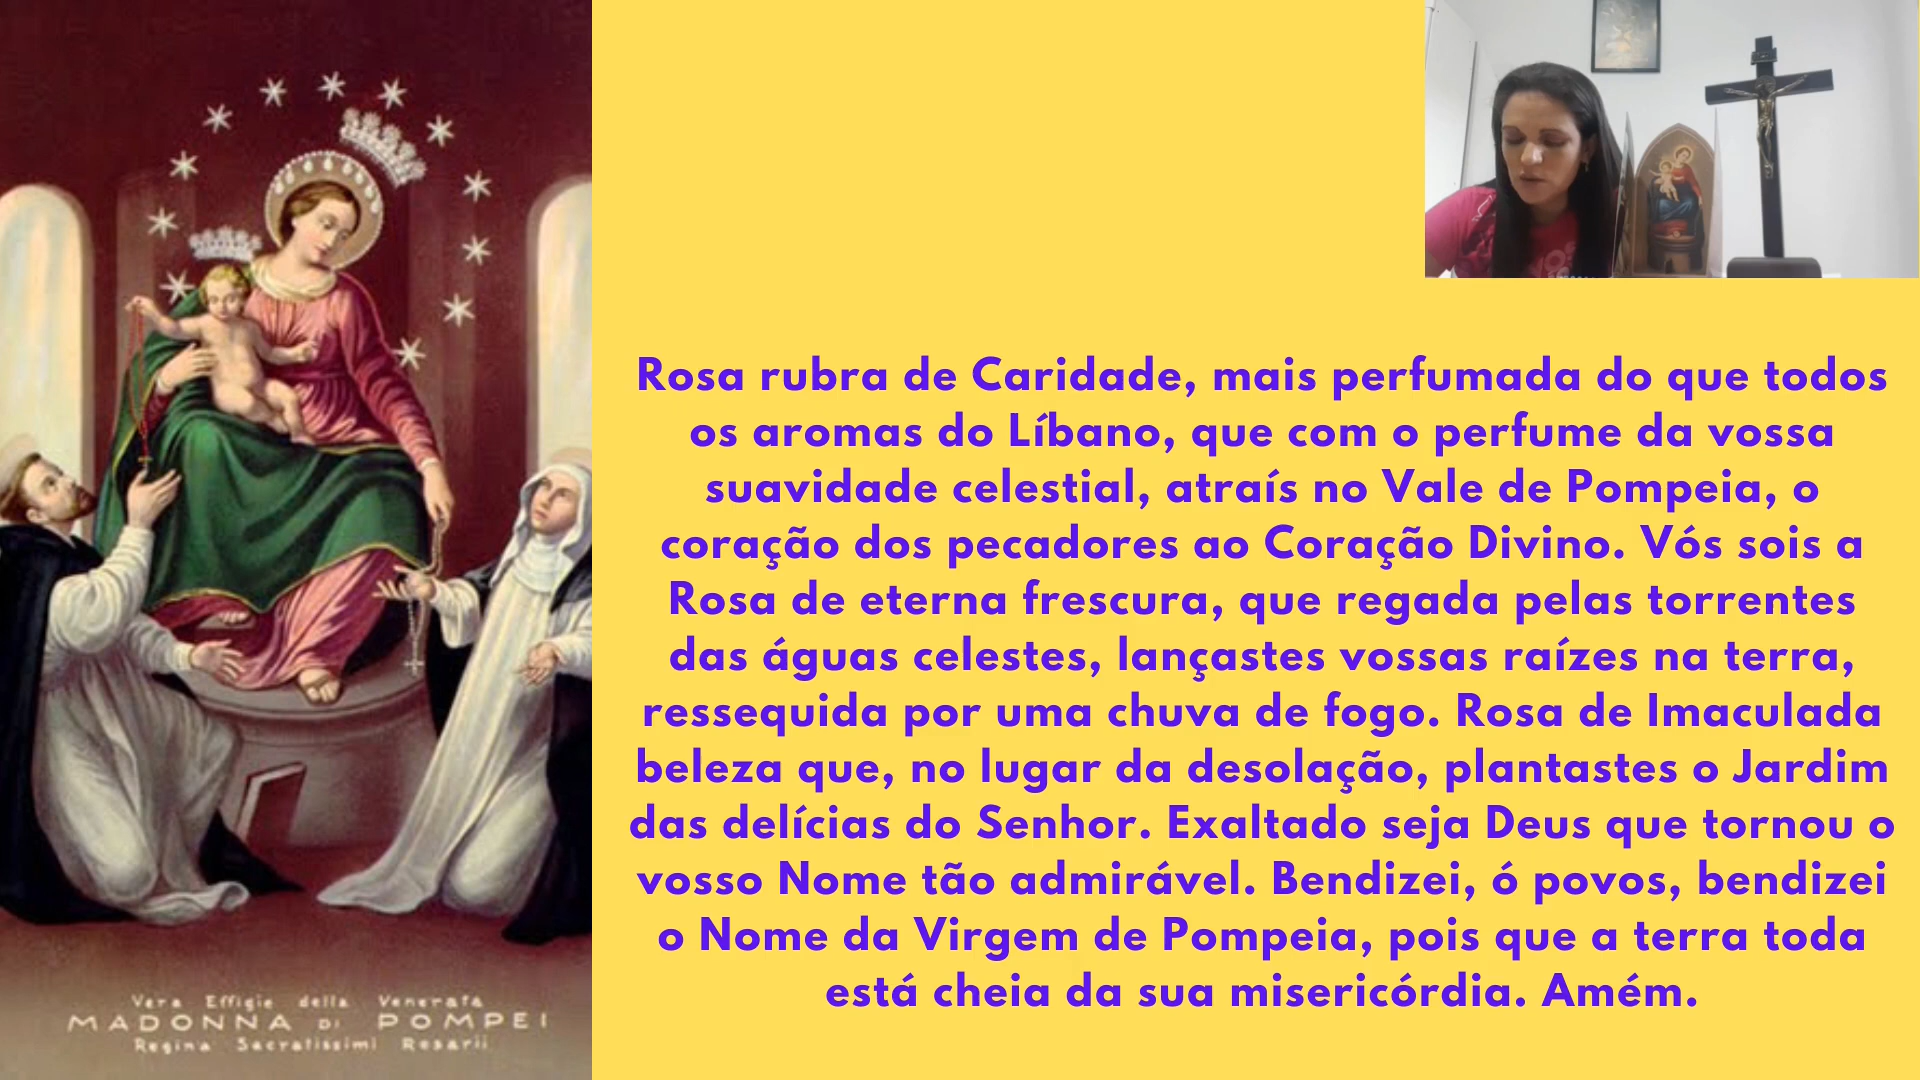 Rosa rubra de Caridade, mais perfumada do que todos
os aromas do Líbano, que com o perfume da vossa
suavidade celestial, atraís no Vale de Pompeia, o
coração dos pecadores ao Coração Divino. Vós sois a
Rosa de eterna frescura, que regada pelas torrentes
das águas celestes, lançastes vossas raízes na terra,
ressequida por uma chuva de fogo. Rosa de Imaculada
beleza que, no lugar da desolação, plantastes o Jardim
das delícias do Senhor. Exaltado seja Deus que tornou o
vosso Nome tão admirável. Bendizei, ó povos, bendizei
o Nome da Virgem de Pompeia, pois que a terra toda
está cheia da sua misericórdia. Amém.
Vera Effigie della Venerata
MADONNA DI POMPEI
Regina Sacratissimi Rosarii